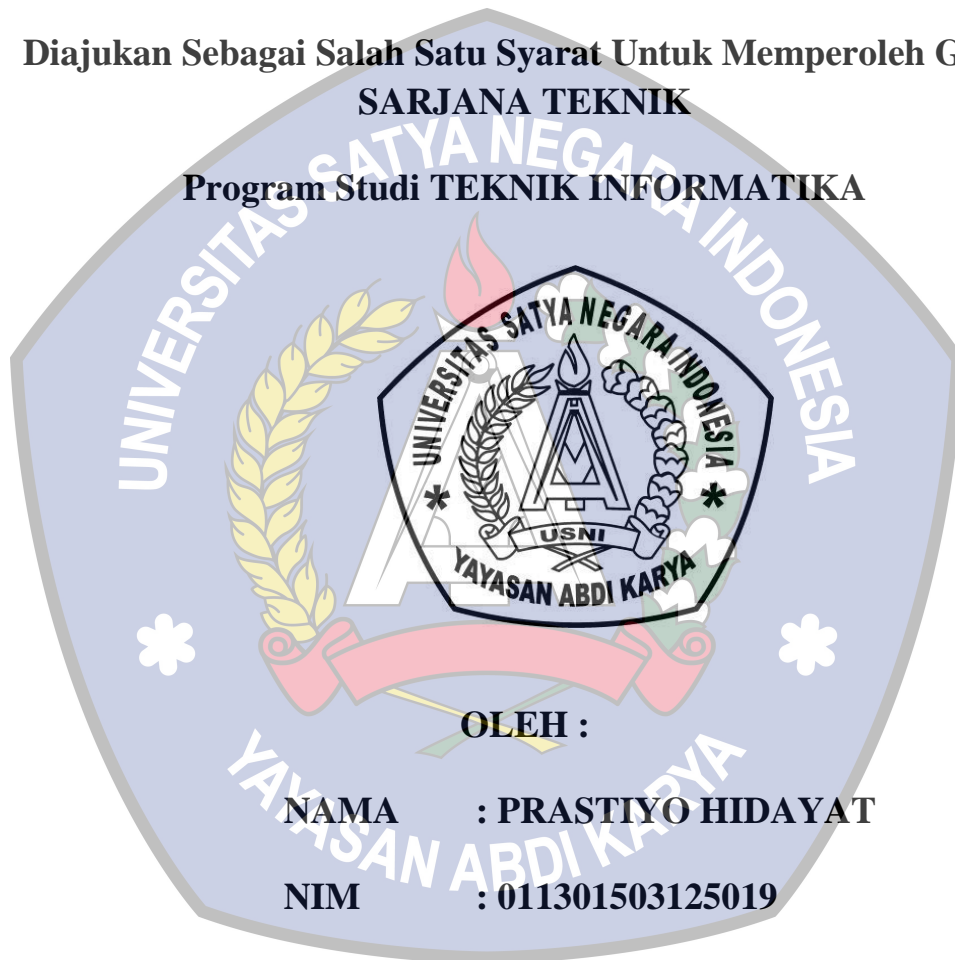 Diajukan Sebagai Salah Satu Syarat Untuk Memperoleh G
SARJANA TEKNIK
Program Studi TEKNIK INFORMATIKA
UNIVERSITAS SATYA NEGARA INDONESIA
UNIVERSITAS SATYA NEGARA INDONESIA
USNI
YAYASAN ABDI KARYA
OLEH :
NAMA : PRASTIYO HIDAYAT
NIM : 011301503125019
YAYASAN ABDI KARYA